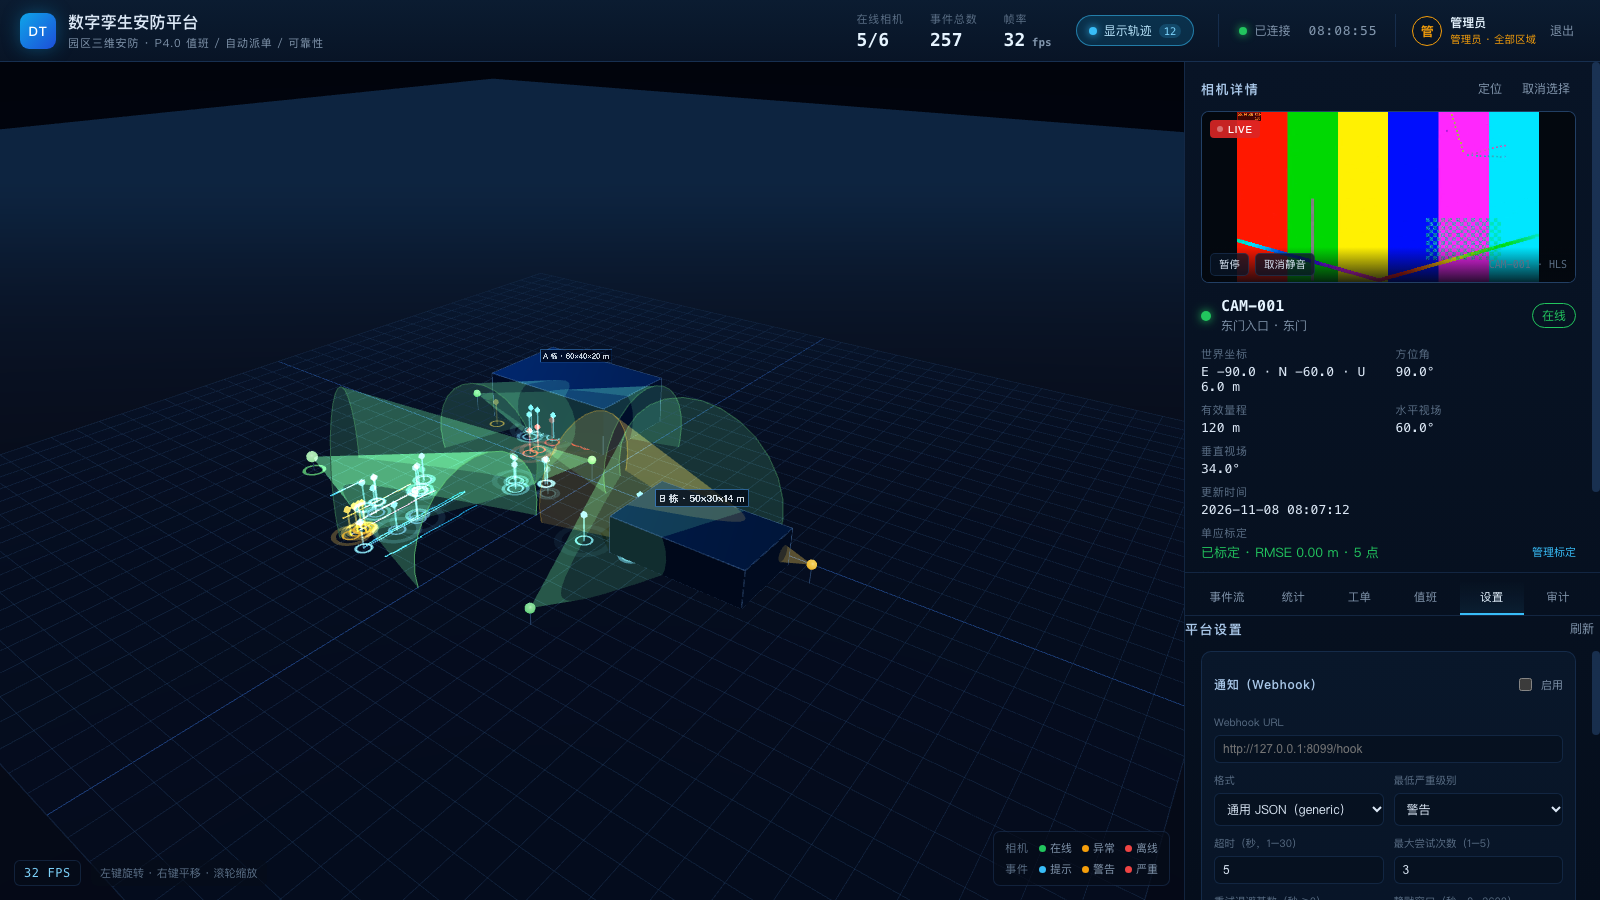 DT
数字孪生安防平台
园区三维安防 · P4.0 值班 / 自动派单 / 可靠性
在线相机
5/6
事件总数
257
帧率
32 fps
显示轨迹 12
已连接
08:08:55
管
管理员
管理员 · 全部区域
退出
A 栋 · 60×40×20 m
B 栋 · 50×30×14 m
32 FPS
左键旋转 · 右键平移 · 滚轮缩放
相机 在线 异常 离线
事件 提示 警告 严重
相机详情
定位
取消选择
LIVE
暂停
取消静音
CAM-001 · HLS
CAM-001
东门入口 · 东门
在线
世界坐标
E -90.0 · N -60.0 · U 
6.0 m
方位角
90.0°
有效量程
120 m
水平视场
60.0°
垂直视场
34.0°
更新时间
2026-11-08 08:07:12
单应标定
已标定 · RMSE 0.00 m · 5 点
管理标定
事件流
统计
工单
值班
设置
审计
平台设置
刷新
通知（Webhook）
启用
Webhook URL
http://127.0.0.1:8099/hook
格式
通用 JSON（generic）
最低严重级别
警告
超时（秒，1—30）
5
最大尝试次数（1—5）
3